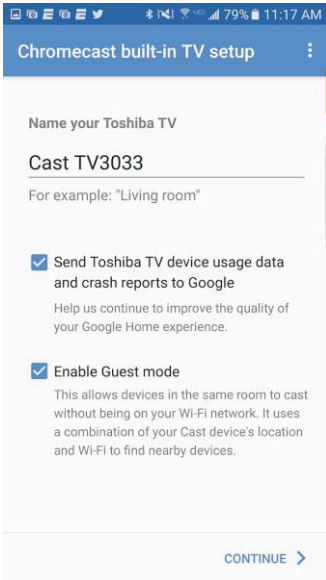 79% 11:17 AM
Chromecast built-in TV setup
Name your Toshiba TV
Cast TV3033
For example: "Living room"
Send Toshiba TV device usage data
and crash reports to Google
Help us continue to improve the quality of
your Google Home experience.
Enable Guest mode
This allows devices in the same room to cast
without being on your Wi-Fi network. It uses
a combination of your Cast device's location
and Wi-Fi to find nearby devices.
CONTINUE